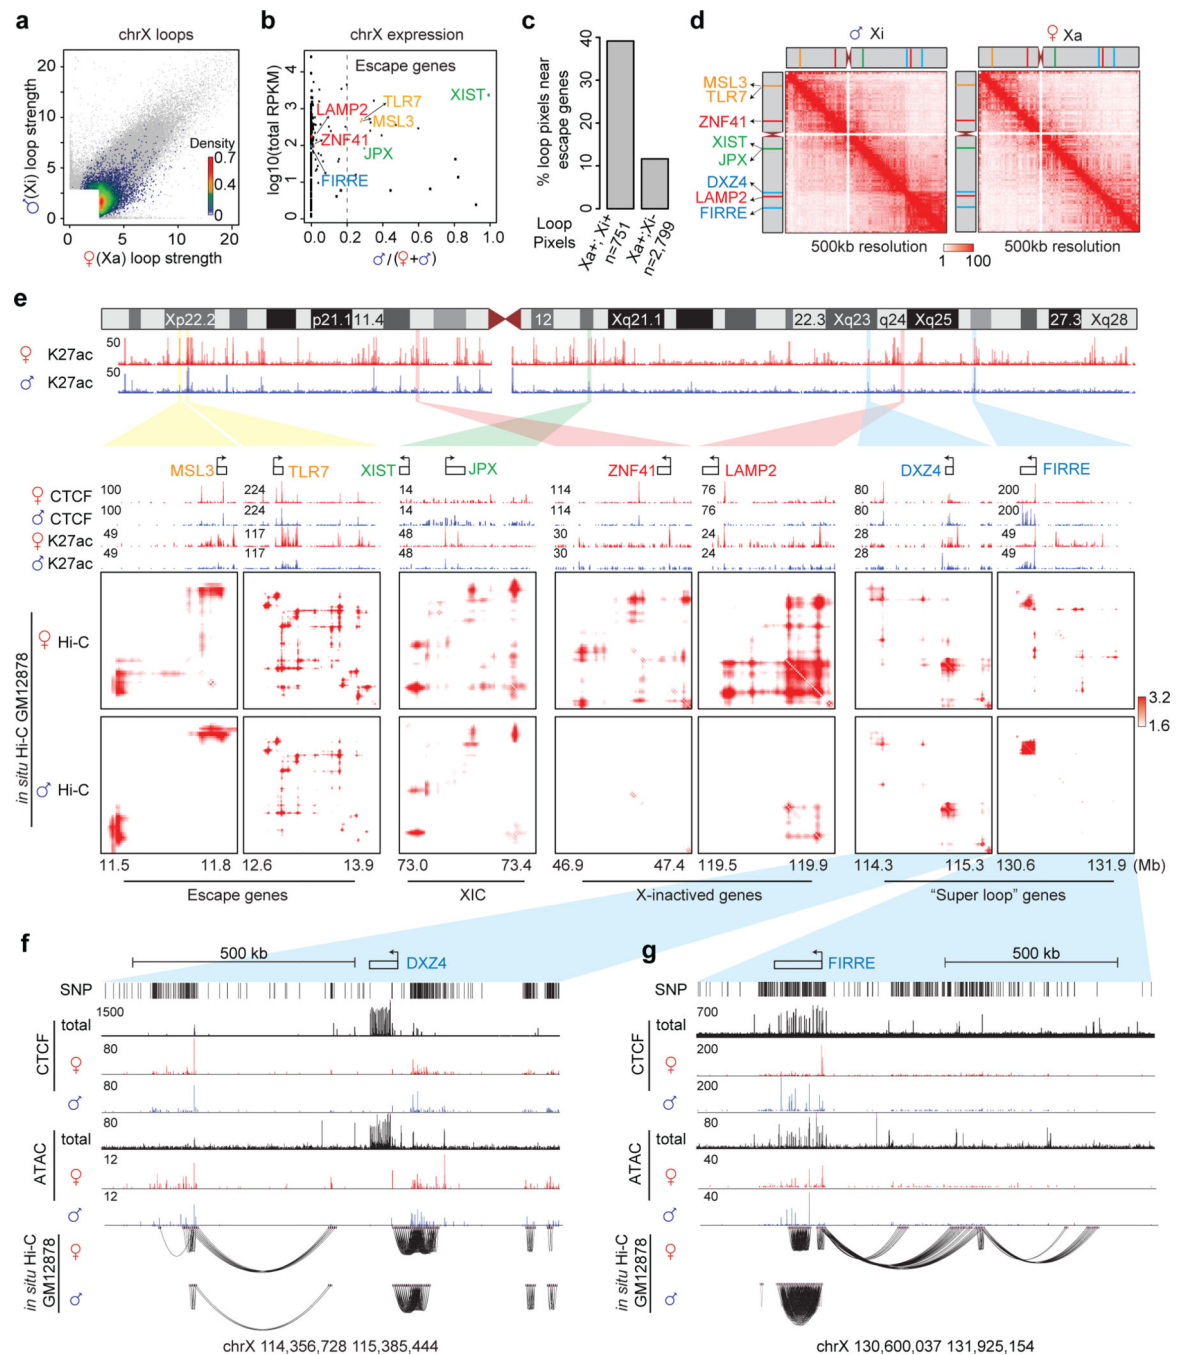 a
chrX loops
♂(Xi) loop strength
20
15
10
5
0
Density
0.7
0.4
0
0 5 10 20
♀(Xa) loop strength
b
chrX expression
log10(total RPKM)
4
3
2
1
0
Escape genes
XIST
TLR7
LAMP2
MSL3
ZNF41
JPX
FIRRE
0.0 0.2 0.4 0.6 0.8 1.0
♂/(♀+♂)
c
% loop pixels near
escape genes
40
30
20
10
0
Loop
Pixels
Xa+; Xi+
n=751
Xa+;Xi-
n=2,799
d
♂ Xi
♀ Xa
MSL3
TLR7
ZNF41
XIST
JPX
DXZ4
LAMP2
FIRRE
500kb resolution
500kb resolution
1 100
e
Xp22.2 p21.1 11.4 12 Xq21.1 22.3 Xq23 q24 Xq25 27.3 Xq28
♀ K27ac 50
♂ K27ac 50
MSL3 TLR7 XIST JPX ZNF41 LAMP2 DXZ4 FIRRE
♀ CTCF 100 224 14 114 76 80 200
♂ CTCF 100 224 14 114 76 80 200
♀ K27ac 49 117 48 30 24 28 49
♂ K27ac 49 117 48 30 24 28 49
in situ Hi-C GM12878
♀ Hi-C
♂ Hi-C
3.2
1.6
11.5 11.8 12.6 13.9 73.0 73.4 46.9 47.4 119.5 119.9 114.3 115.3 130.6 131.9 (Mb)
Escape genes
XIC
X-inactived genes
“Super loop” genes
f
500 kb
DXZ4
SNP
CTCF
total 1500
♀ 80
♂ 80
ATAC
total 80
♀ 12
♂ 12
in situ Hi-C
GM12878
♀
♂
chrX 114,356,728 115,385,444
g
FIRRE
500 kb
SNP
CTCF
total 700
♀ 200
♂ 200
ATAC
total 80
♀ 40
♂ 40
in situ Hi-C
GM12878
♀
♂
chrX 130,600,037 131,925,154